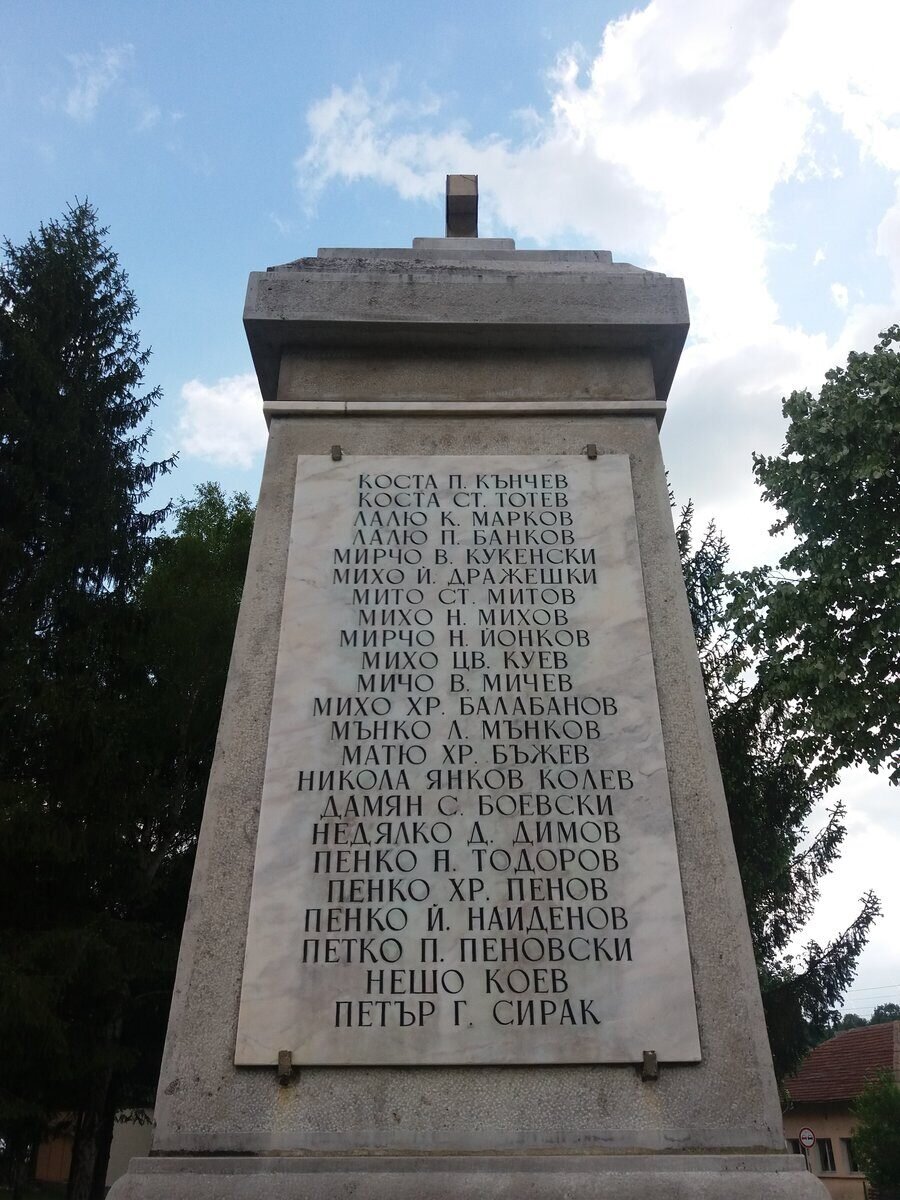 КОСТА П. КЪНЧЕВ
КОСТА СТ. ТОТЕВ
ЛАЛЮ К. МАРКОВ
ЛАЛЮ П. БАНКОВ
МИРЧО В. КУКЕНСКИ
МИХО Й. ДРАЖЕШКИ
МИТО СТ. МИТОВ
МИХО Н. МИХОВ
МИРЧО Н. ЙОНКОВ
МИХО ЦВ. КУЕВ
МИЧО В. МИЧЕВ
МИХО ХР. БАЛАБАНОВ
МЪНКО Л. МЪНКОВ
МАТЮ ХР. БЪЖЕВ
НИКОЛА ЯНКОВ КОЛЕВ
ДАМЯН С. БОЕВСКИ
НЕДЯЛКО Д. ДИМОВ
ПЕНКО Н. ТОДОРОВ
ПЕНКО ХР. ПЕНОВ
ПЕНКО Й. НАИДЕНОВ
ПЕТКО П. ПЕНОВСКИ
НЕШО КОЕВ
ПЕТЪР Г. СИРАК